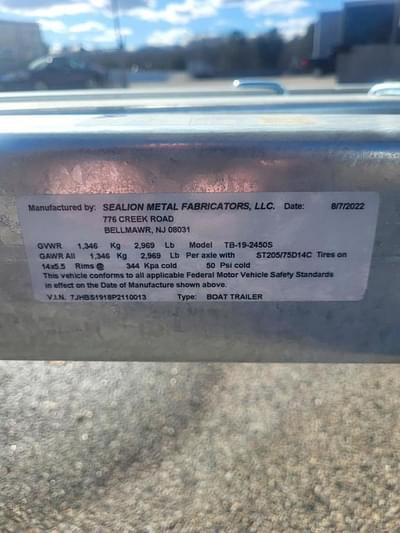 Manufactured by: SEALION METAL FABRICATORS, LLC. Date: 8/7/2022
776 CREEK ROAD
BELLMAWR, NJ 08031
GVWR 1,346 Kg 2,969 Lb Model TB-19-2450S
GAWR All 1,346 Kg 2,969 Lb Per axle with ST205/75D14C Tires on
14x5.5 Rims @ 344 Kpa cold 50 Psi cold
This vehicle conforms to all applicable Federal Motor Vehicle Safety Standards
in effect on the Date of Manufacture shown above.
V.I.N. 7JHBS1918P2110013 Type: BOAT TRAILER